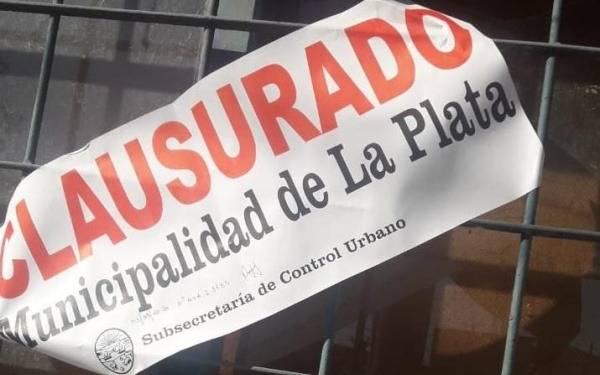 CLAUSURADO
Municipalidad de La Plata
Subsecretaría de Control Urbano